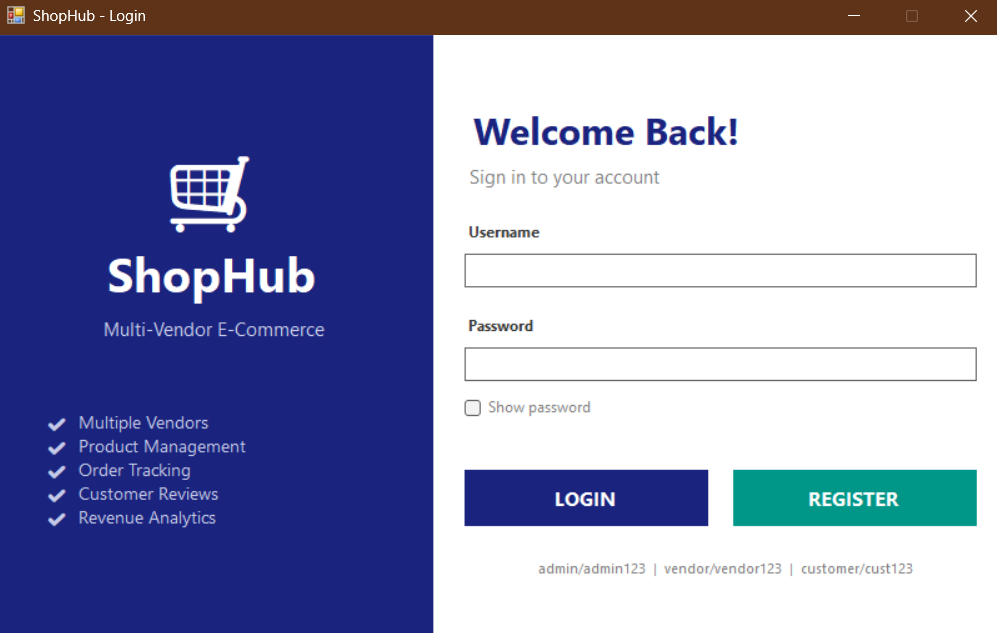 ShopHub - Login
ShopHub
Multi-Vendor E-Commerce
Multiple Vendors
Product Management
Order Tracking
Customer Reviews
Revenue Analytics
Welcome Back!
Sign in to your account
Username
Password
Show password
LOGIN
REGISTER
admin/admin123 | vendor/vendor123 | customer/cust123